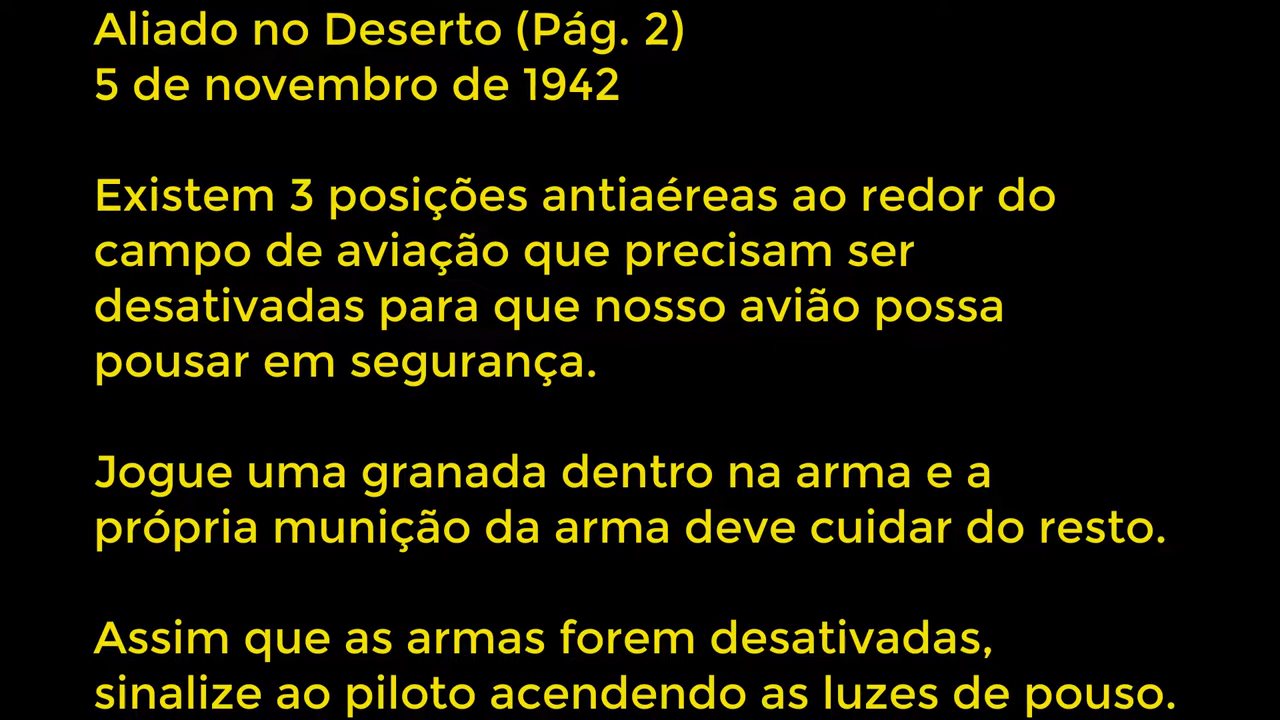 Aliado no Deserto (Pág. 2)
5 de novembro de 1942
Existem 3 posições antiaéreas ao redor do
campo de aviação que precisam ser
desativadas para que nosso avião possa
pousar em segurança.
Jogue uma granada dentro na arma e a
própria munição da arma deve cuidar do resto.
Assim que as armas forem desativadas,
sinalize ao piloto acendendo as luzes de pouso.